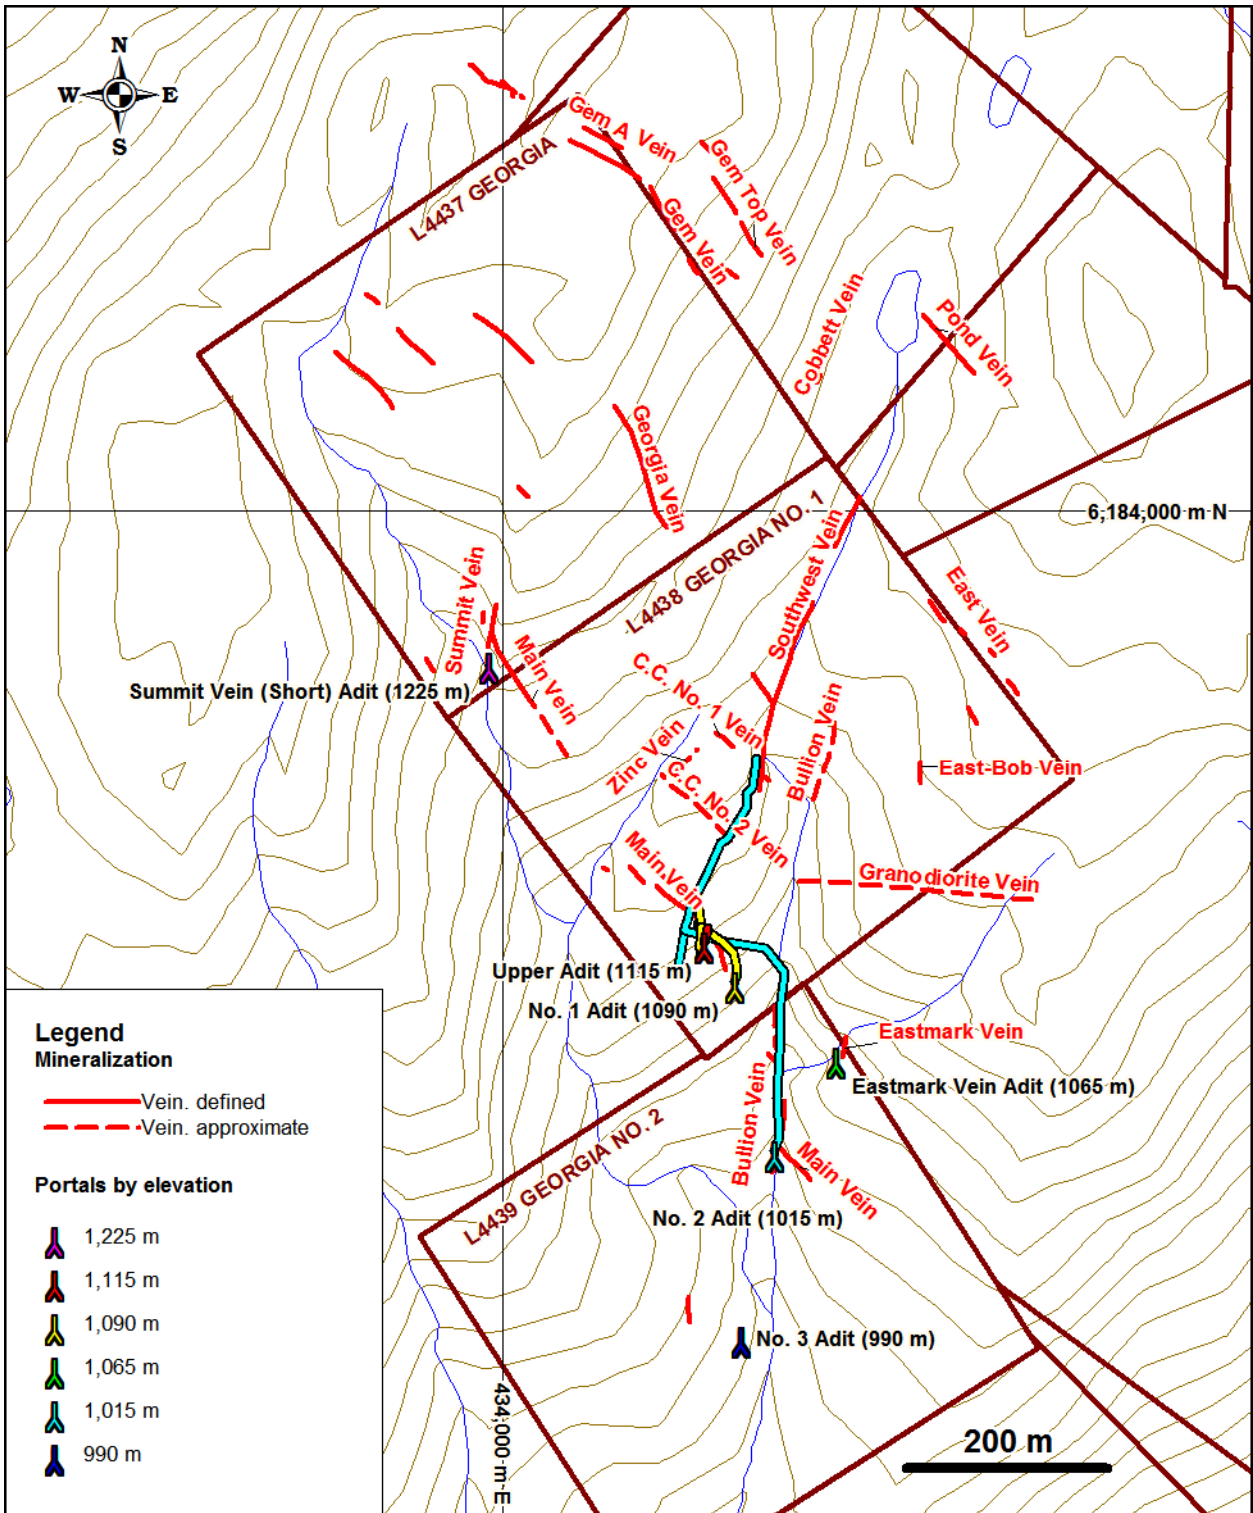 N
W E
S
Gem A Vein
L4437 GEORGIA
Gem Top Vein
Gem Vein
Cobbett Vein
Pond Vein
Georgia Vein
L4438 GEORGIA NO. 1
6,184,000 m N
Southwest Vein
East Vein
Summit Vein
Main Vein
Summit Vein (Short) Adit (1225 m)
C.C. No. 1 Vein
Zinc Vein
Bullion Vein
East-Bob Vein
C.C. No. 2 Vein
Main Vein
Granodiorite Vein
Upper Adit (1115 m)
No. 1 Adit (1090 m)
Eastmark Vein
Eastmark Vein Adit (1065 m)
Bullion Vein
L4439 GEORGIA NO. 2
Main Vein
No. 2 Adit (1015 m)
No. 3 Adit (990 m)
434,000 m E
200 m
Legend
Mineralization
Vein. defined
Vein. approximate
Portals by elevation
1,225 m
1,115 m
1,090 m
1,065 m
1,015 m
990 m